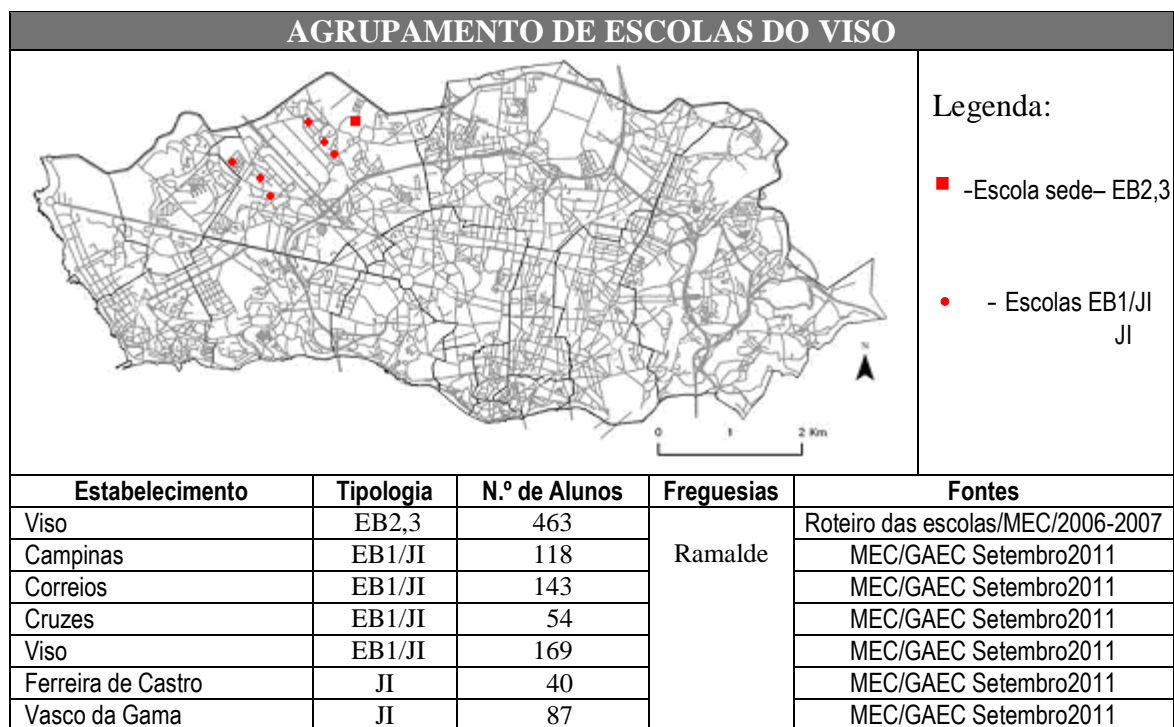 AGRUPAMENTO DE ESCOLAS DO VISO
Legenda:
-Escola sede– EB2,3
- Escolas EB1/JI
JI
N
0 1 2 Km
Estabelecimento Tipologia N.º de Alunos Freguesias Fontes
Viso EB2,3 463 Roteiro das escolas/MEC/2006-2007
Campinas EB1/JI 118 Ramalde MEC/GAEC Setembro2011
Correios EB1/JI 143 MEC/GAEC Setembro2011
Cruzes EB1/JI 54 MEC/GAEC Setembro2011
Viso EB1/JI 169 MEC/GAEC Setembro2011
Ferreira de Castro JI 40 MEC/GAEC Setembro2011
Vasco da Gama JI 87 MEC/GAEC Setembro2011